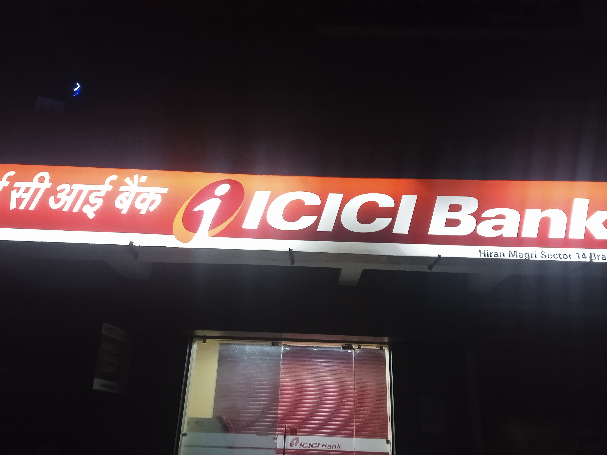 सी आई बैंक ICICI Bank
Hiran Magri Sector 14
ICICI Bank